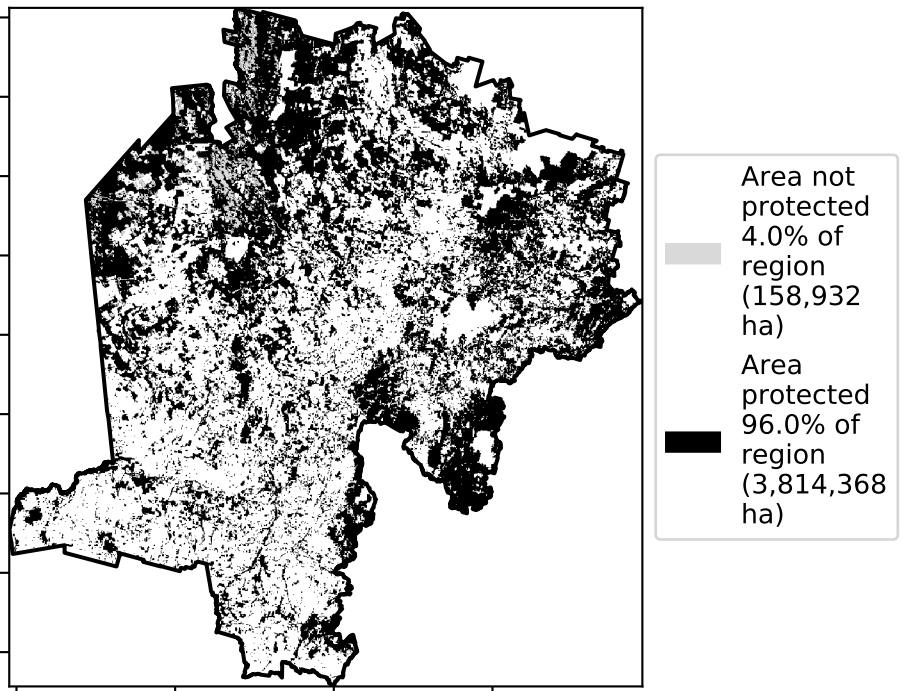 Area not
protected
4.0% of
region
(158,932
ha)
Area
protected
96.0% of
region
(3,814,368
ha)